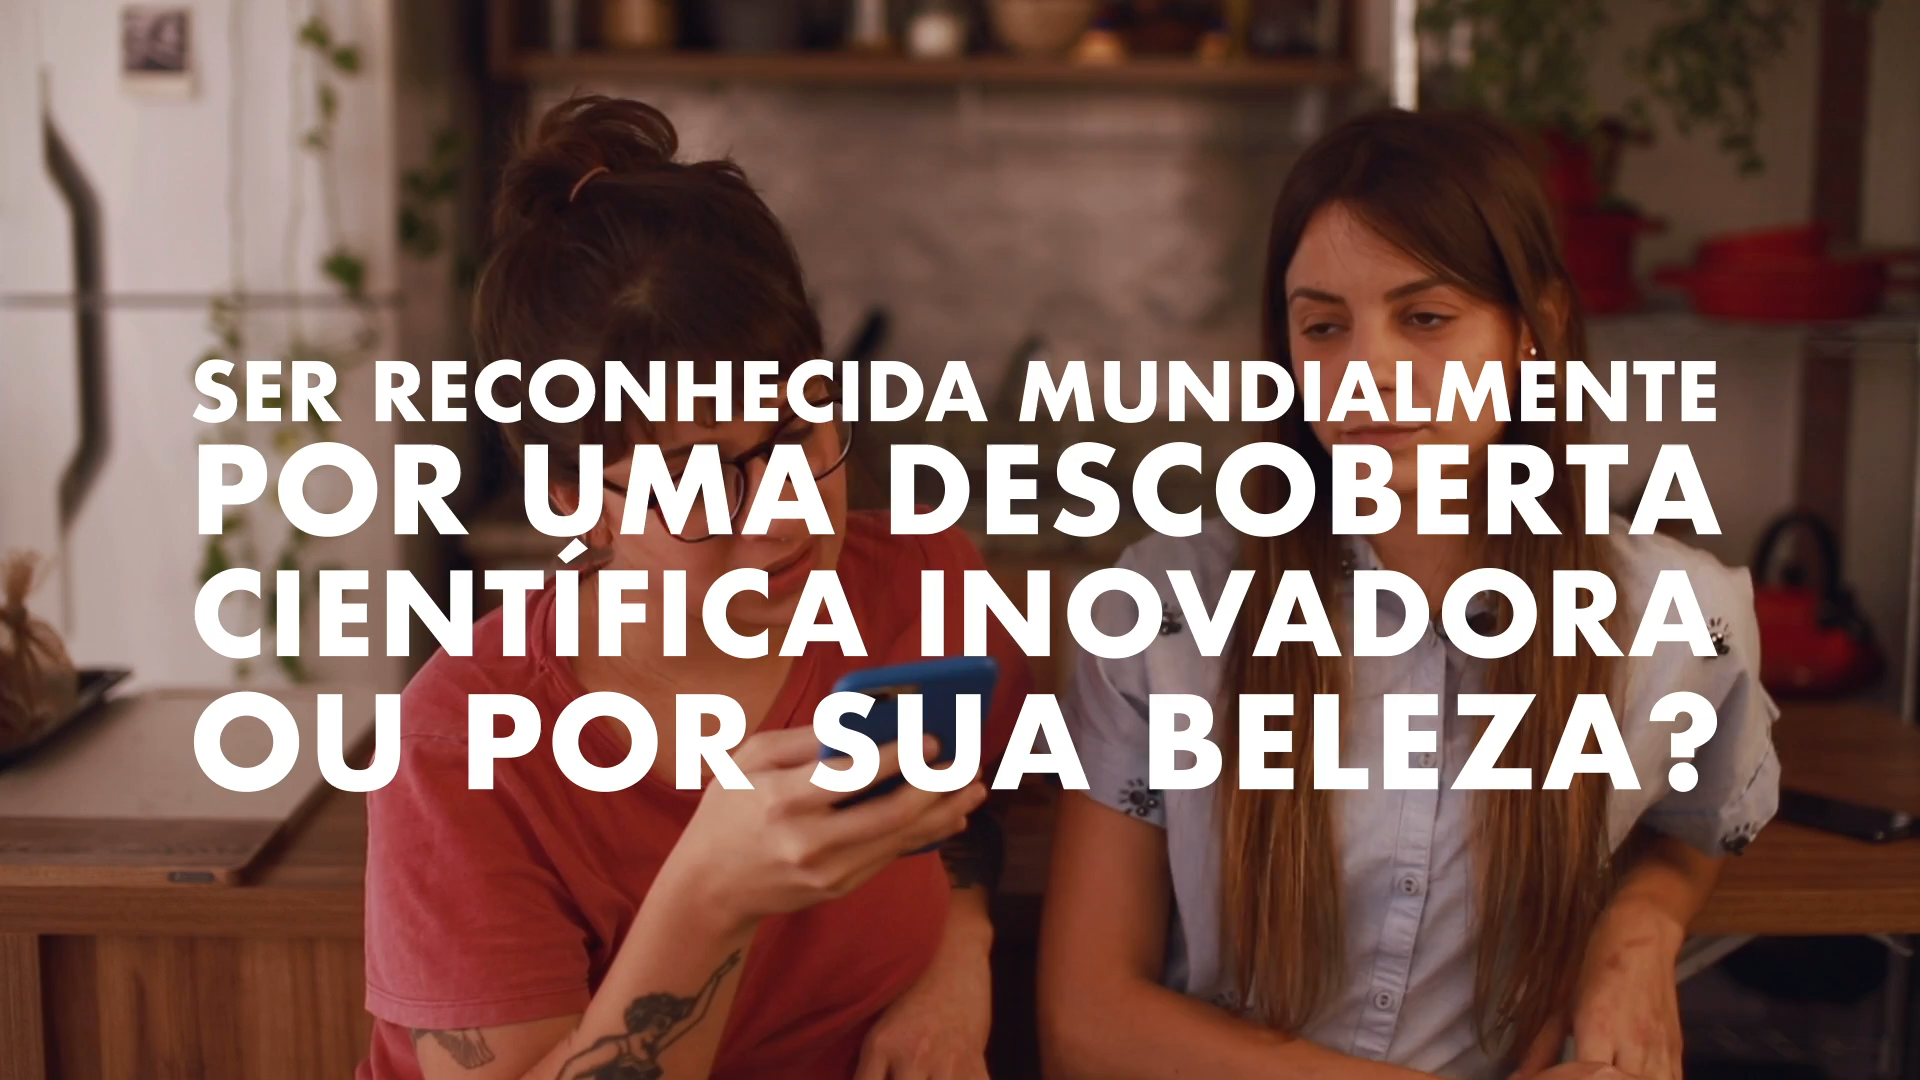 SER RECONHECIDA MUNDIALMENTE
POR UMA DESCOBERTA
CIENTÍFICA INOVADORA
OU POR SUA BELEZA?